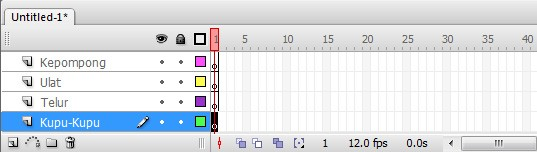 Untitled-1*
1 5 10 15 20 25 30 35 40
Kepompong
Ulat
Telur
Kupu-Kupu
1 12.0 fps 0.0s